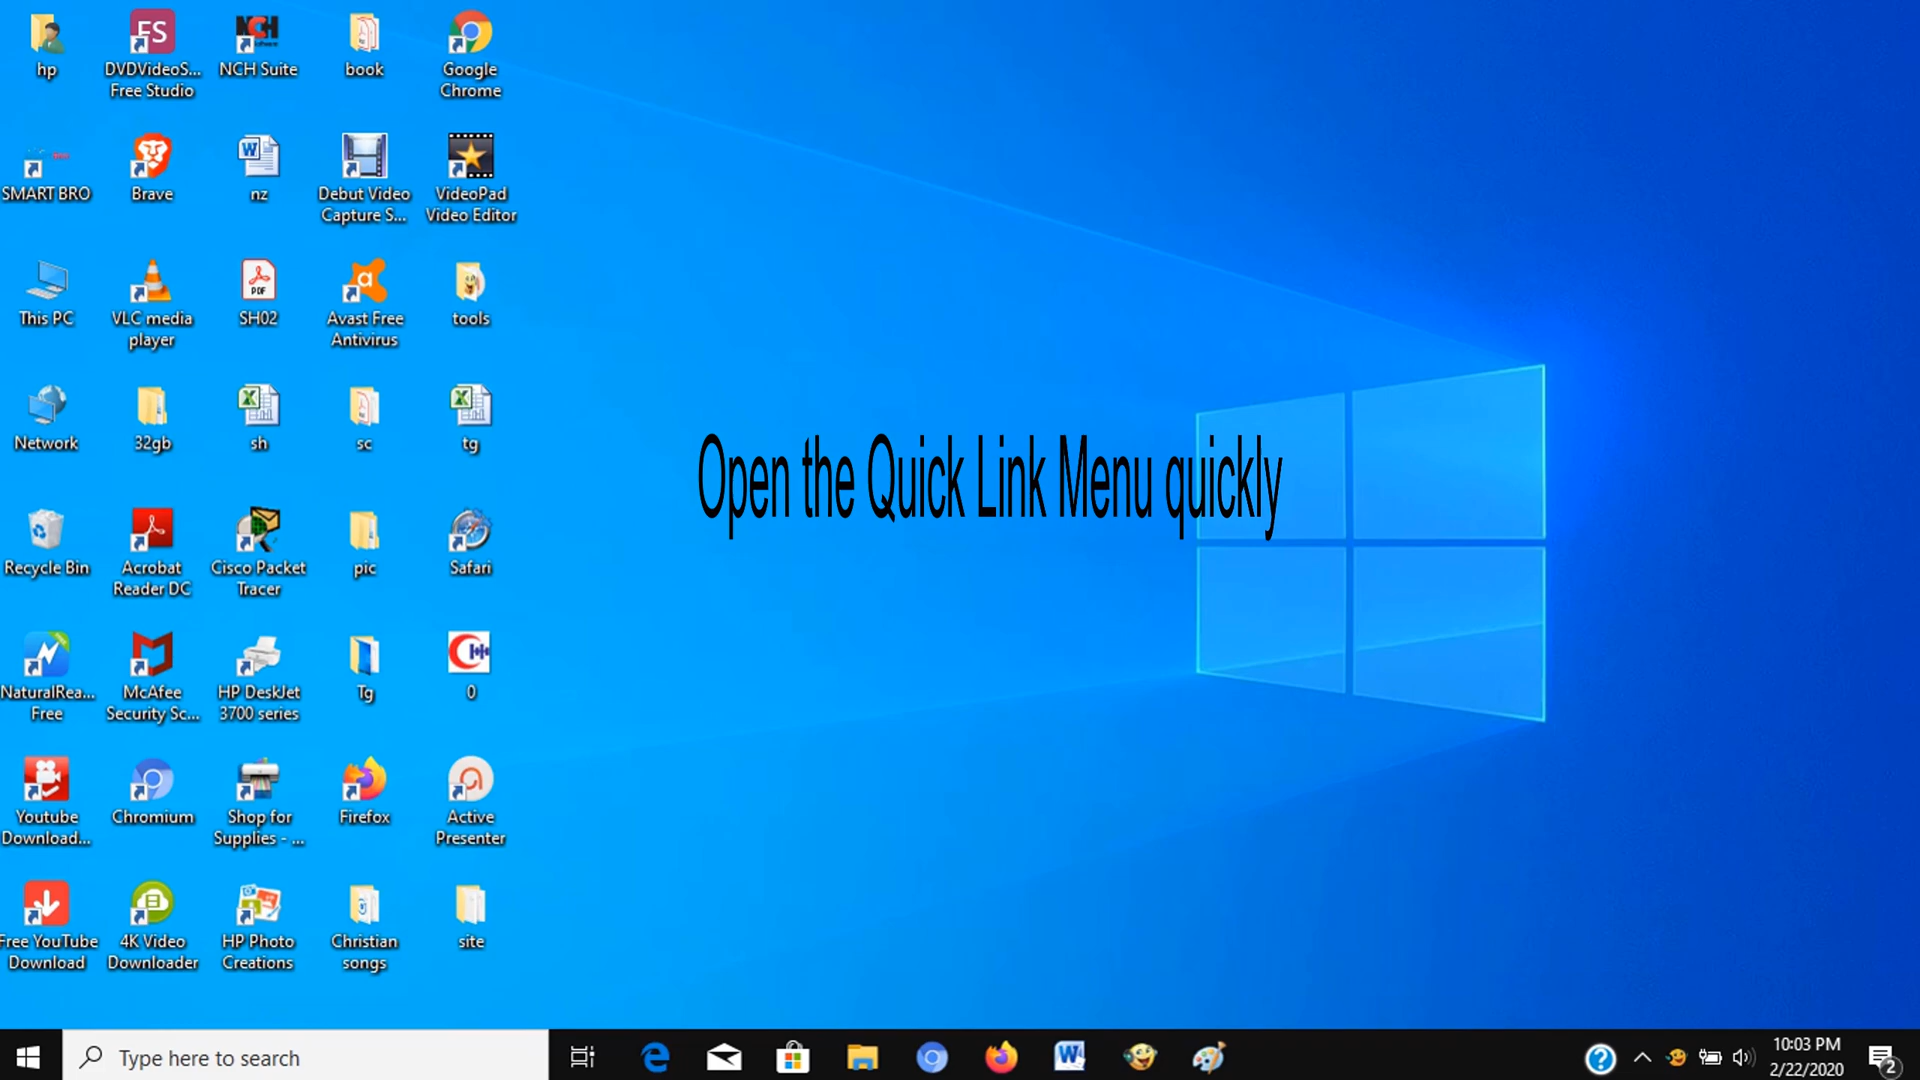 hp
DVDVideoS...
Free Studio
NCH Suite
book
Google
Chrome
SMART BRO
Brave
nz
Debut Video
Capture S...
VideoPad
Video Editor
This PC
VLC media
player
SH02
Avast Free
Antivirus
tools
Network
32gb
sh
sc
tg
Open the Quick Link Menu quickly
Recycle Bin
Acrobat
Reader DC
Cisco Packet
Tracer
pic
Safari
NaturalRea...
Free
McAfee
Security Sc...
HP DeskJet
3700 series
Tg
0
Youtube
Download...
Chromium
Shop for
Supplies - ...
Firefox
Active
Presenter
Free YouTube
Download
4K Video
Downloader
HP Photo
Creations
Christian
songs
site
Type here to search
10:03 PM
2/22/2020
2